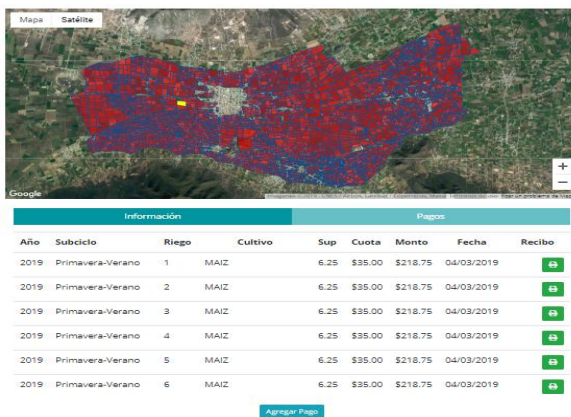 Mapa Satélite
+
−
Google
Información Pagos
Año Subciclo Riego Cultivo Sup Cuota Monto Fecha Recibo
2019 Primavera-Verano 1 MAIZ 6.25 $35.00 $218.75 04/03/2019
2019 Primavera-Verano 2 MAIZ 6.25 $35.00 $218.75 04/03/2019
2019 Primavera-Verano 3 MAIZ 6.25 $35.00 $218.75 04/03/2019
2019 Primavera-Verano 4 MAIZ 6.25 $35.00 $218.75 04/03/2019
2019 Primavera-Verano 5 MAIZ 6.25 $35.00 $218.75 04/03/2019
2019 Primavera-Verano 6 MAIZ 6.25 $35.00 $218.75 04/03/2019
Agregar Pago